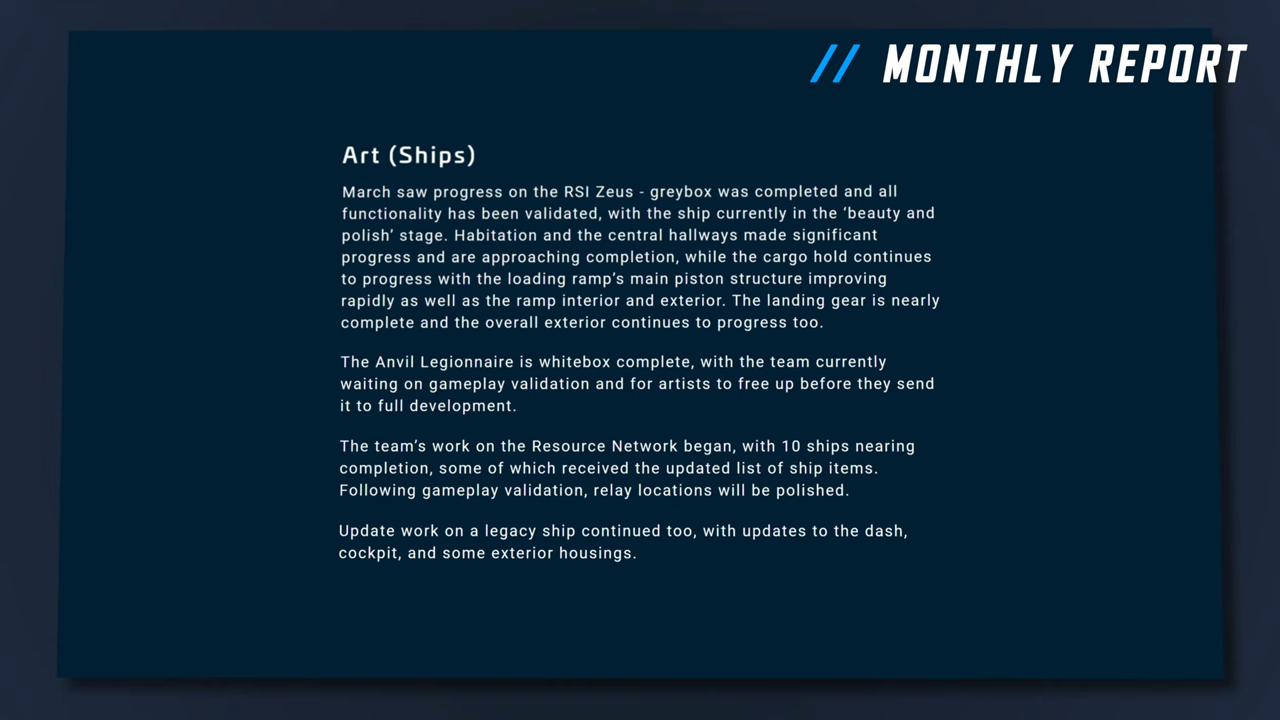 // MONTHLY REPORT
Art (Ships)
March saw progress on the RSI Zeus - greybox was completed and all
functionality has been validated, with the ship currently in the ‘beauty and
polish’ stage. Habitation and the central hallways made significant
progress and are approaching completion, while the cargo hold continues
to progress with the loading ramp’s main piston structure improving
rapidly as well as the ramp interior and exterior. The landing gear is nearly
complete and the overall exterior continues to progress too.
The Anvil Legionnaire is whitebox complete, with the team currently
waiting on gameplay validation and for artists to free up before they send
it to full development.
The team’s work on the Resource Network began, with 10 ships nearing
completion, some of which received the updated list of ship items.
Following gameplay validation, relay locations will be polished.
Update work on a legacy ship continued too, with updates to the dash,
cockpit, and some exterior housings.